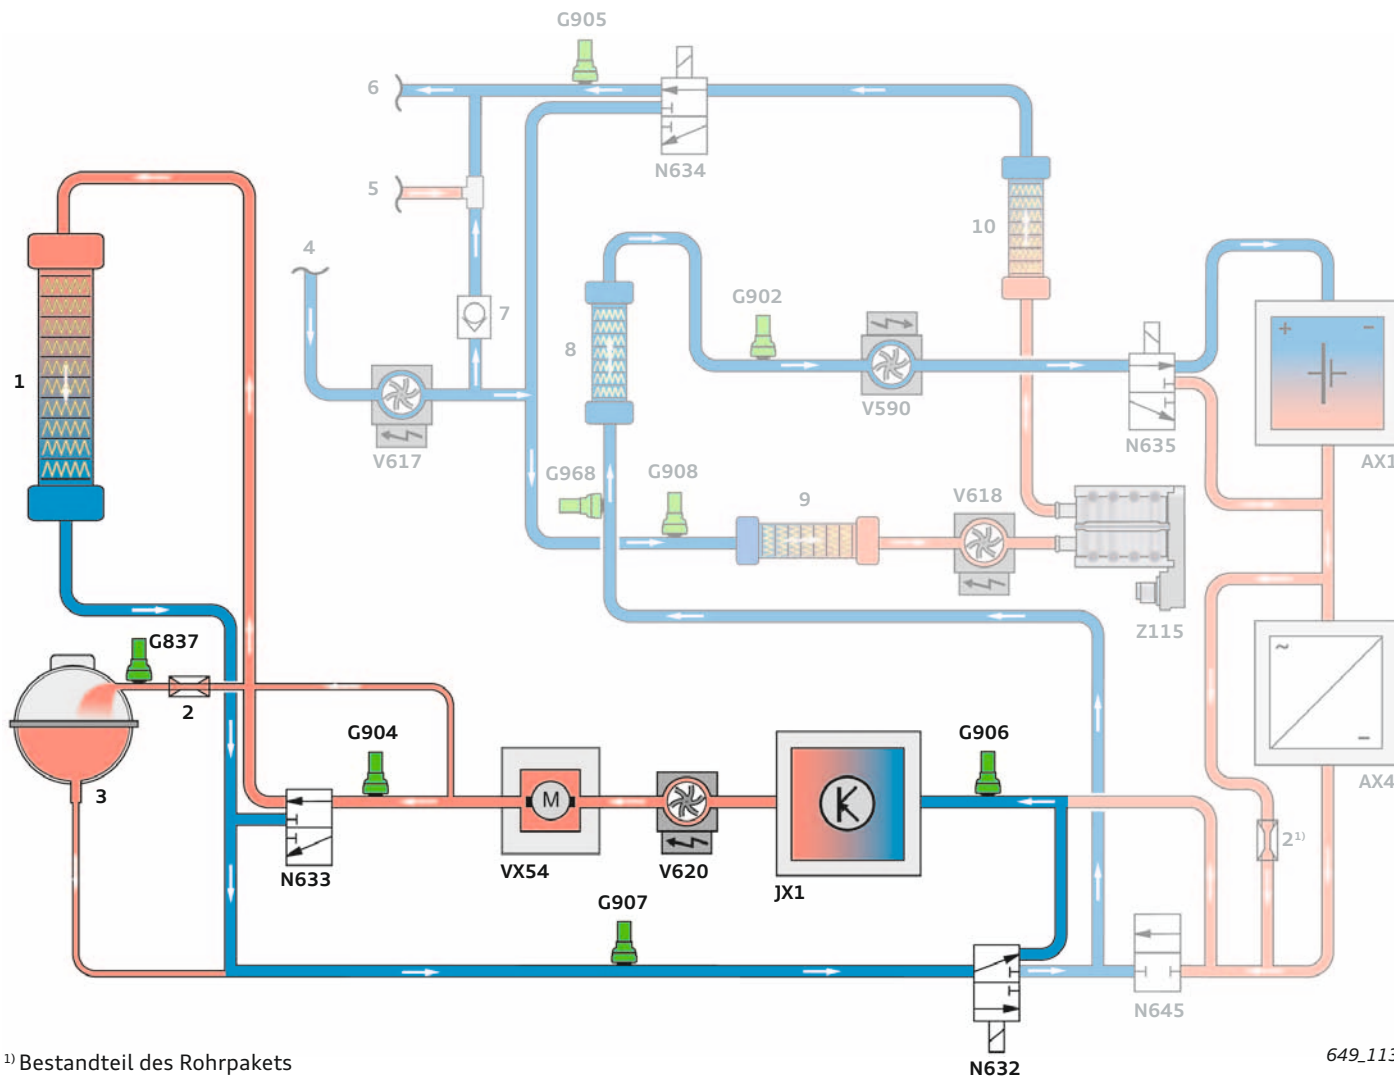 G905
6
N634
5
10
4
G902
7
8
1
V590
N635
V617
AX1
G968
G908
9
V618
G837
Z115
2
G904
G906
3
M
AX4
2¹⁾
N633
VX54
V620
JX1
G907
N645
¹⁾ Bestandteil des Rohrpakets
N632
649_113